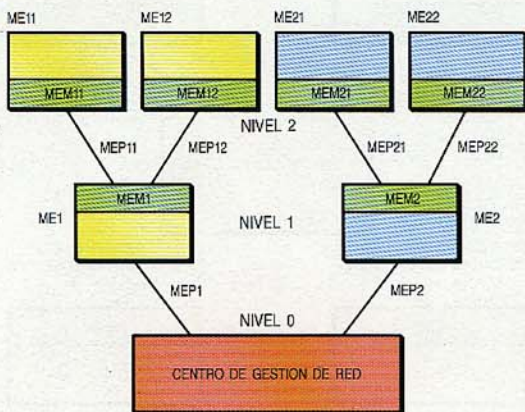 ME11 ME12 ME21 ME22
MEM11 MEM12 MEM21 MEM22
NIVEL 2
MEP11 MEP12 MEP21 MEP22
MEM1 MEM2
ME1 NIVEL 1 ME2
MEP1 MEP2
NIVEL 0
CENTRO DE GESTION DE RED